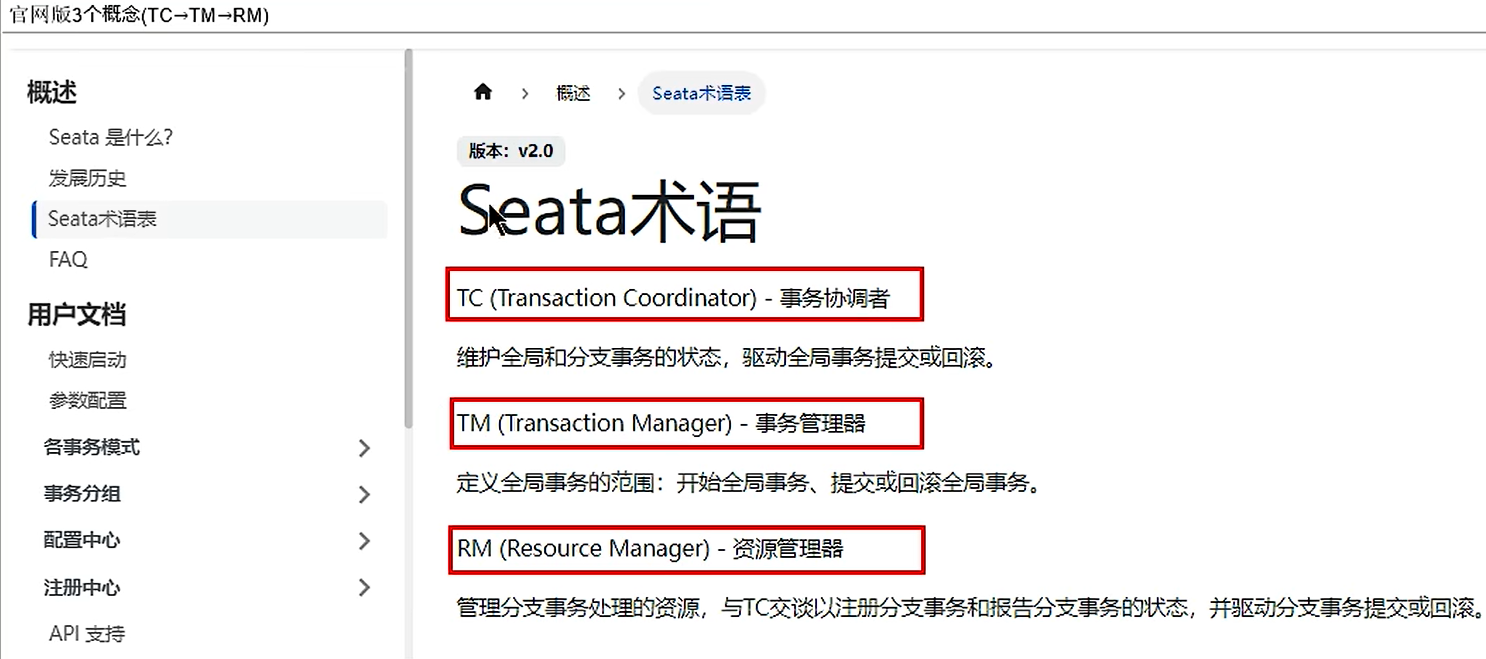 官网版3个概念(TC→TM→RM)
概述
Seata 是什么?
发展历史
Seata术语表
FAQ
用户文档
快速启动
参数配置
各事务模式
事务分组
配置中心
注册中心
API 支持
概述
Seata术语表
版本：v2.0
Seata术语
TC (Transaction Coordinator) - 事务协调者
维护全局和分支事务的状态，驱动全局事务提交或回滚。
TM (Transaction Manager) - 事务管理器
定义全局事务的范围：开始全局事务、提交或回滚全局事务。
RM (Resource Manager) - 资源管理器
管理分支事务处理的资源，与TC交谈以注册分支事务和报告分支事务的状态，并驱动分支事务提交或回滚。